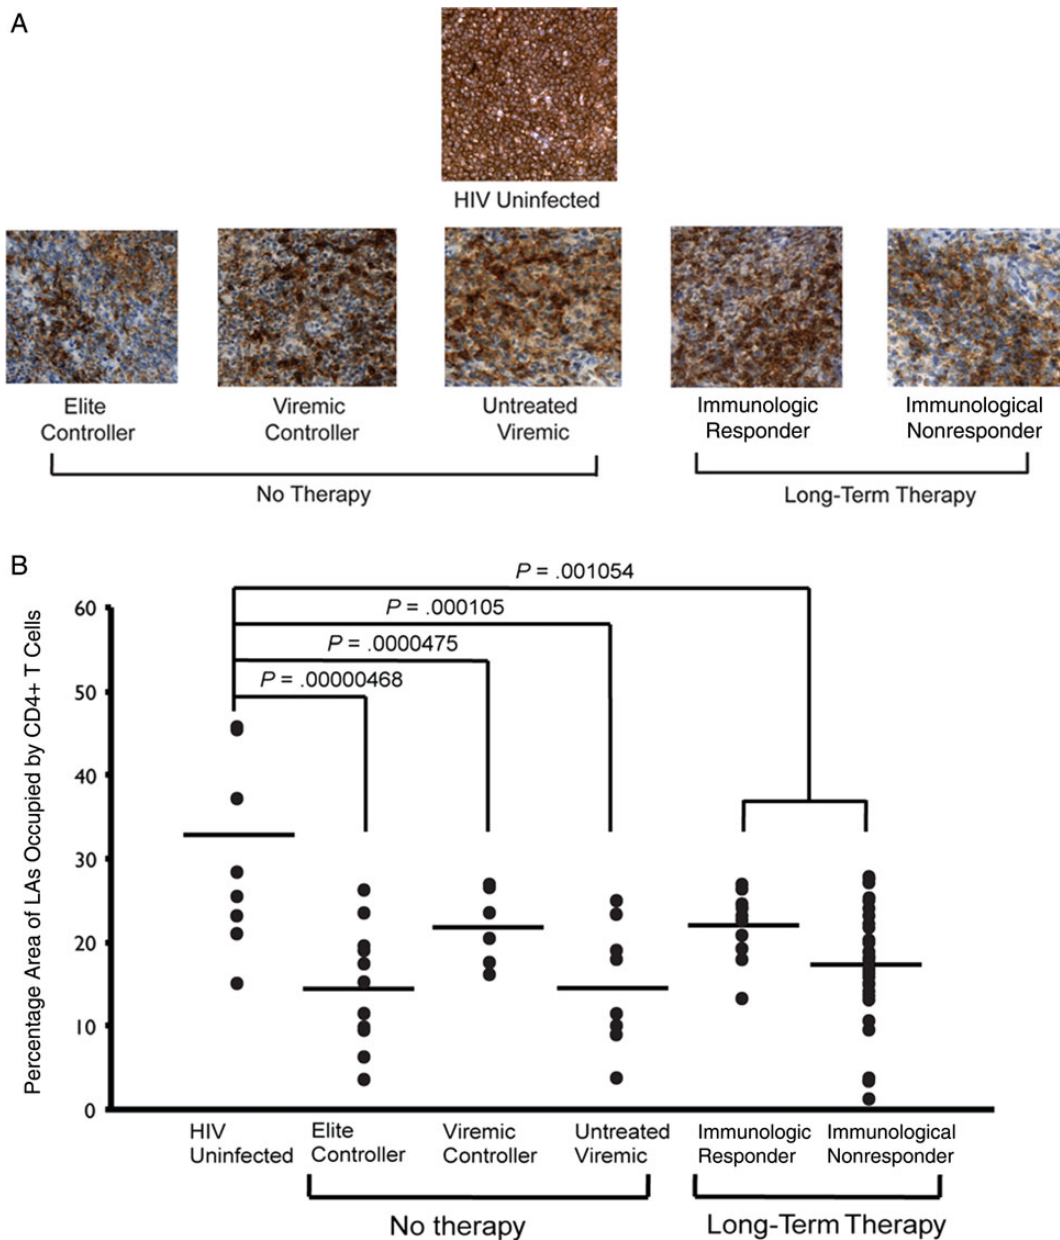 A
HIV Uninfected
Elite
Controller
Viremic
Controller
Untreated
Viremic
Immunologic
Responder
Immunological
Nonresponder
No Therapy
Long-Term Therapy
B
P = .001054
P = .000105
P = .0000475
P = .00000468
Percentage Area of LAs Occupied by CD4+ T Cells
60
50
40
30
20
10
0
HIV
Uninfected
Elite
Controller
Viremic
Controller
Untreated
Viremic
Immunologic
Responder
Immunological
Nonresponder
No therapy
Long-Term Therapy